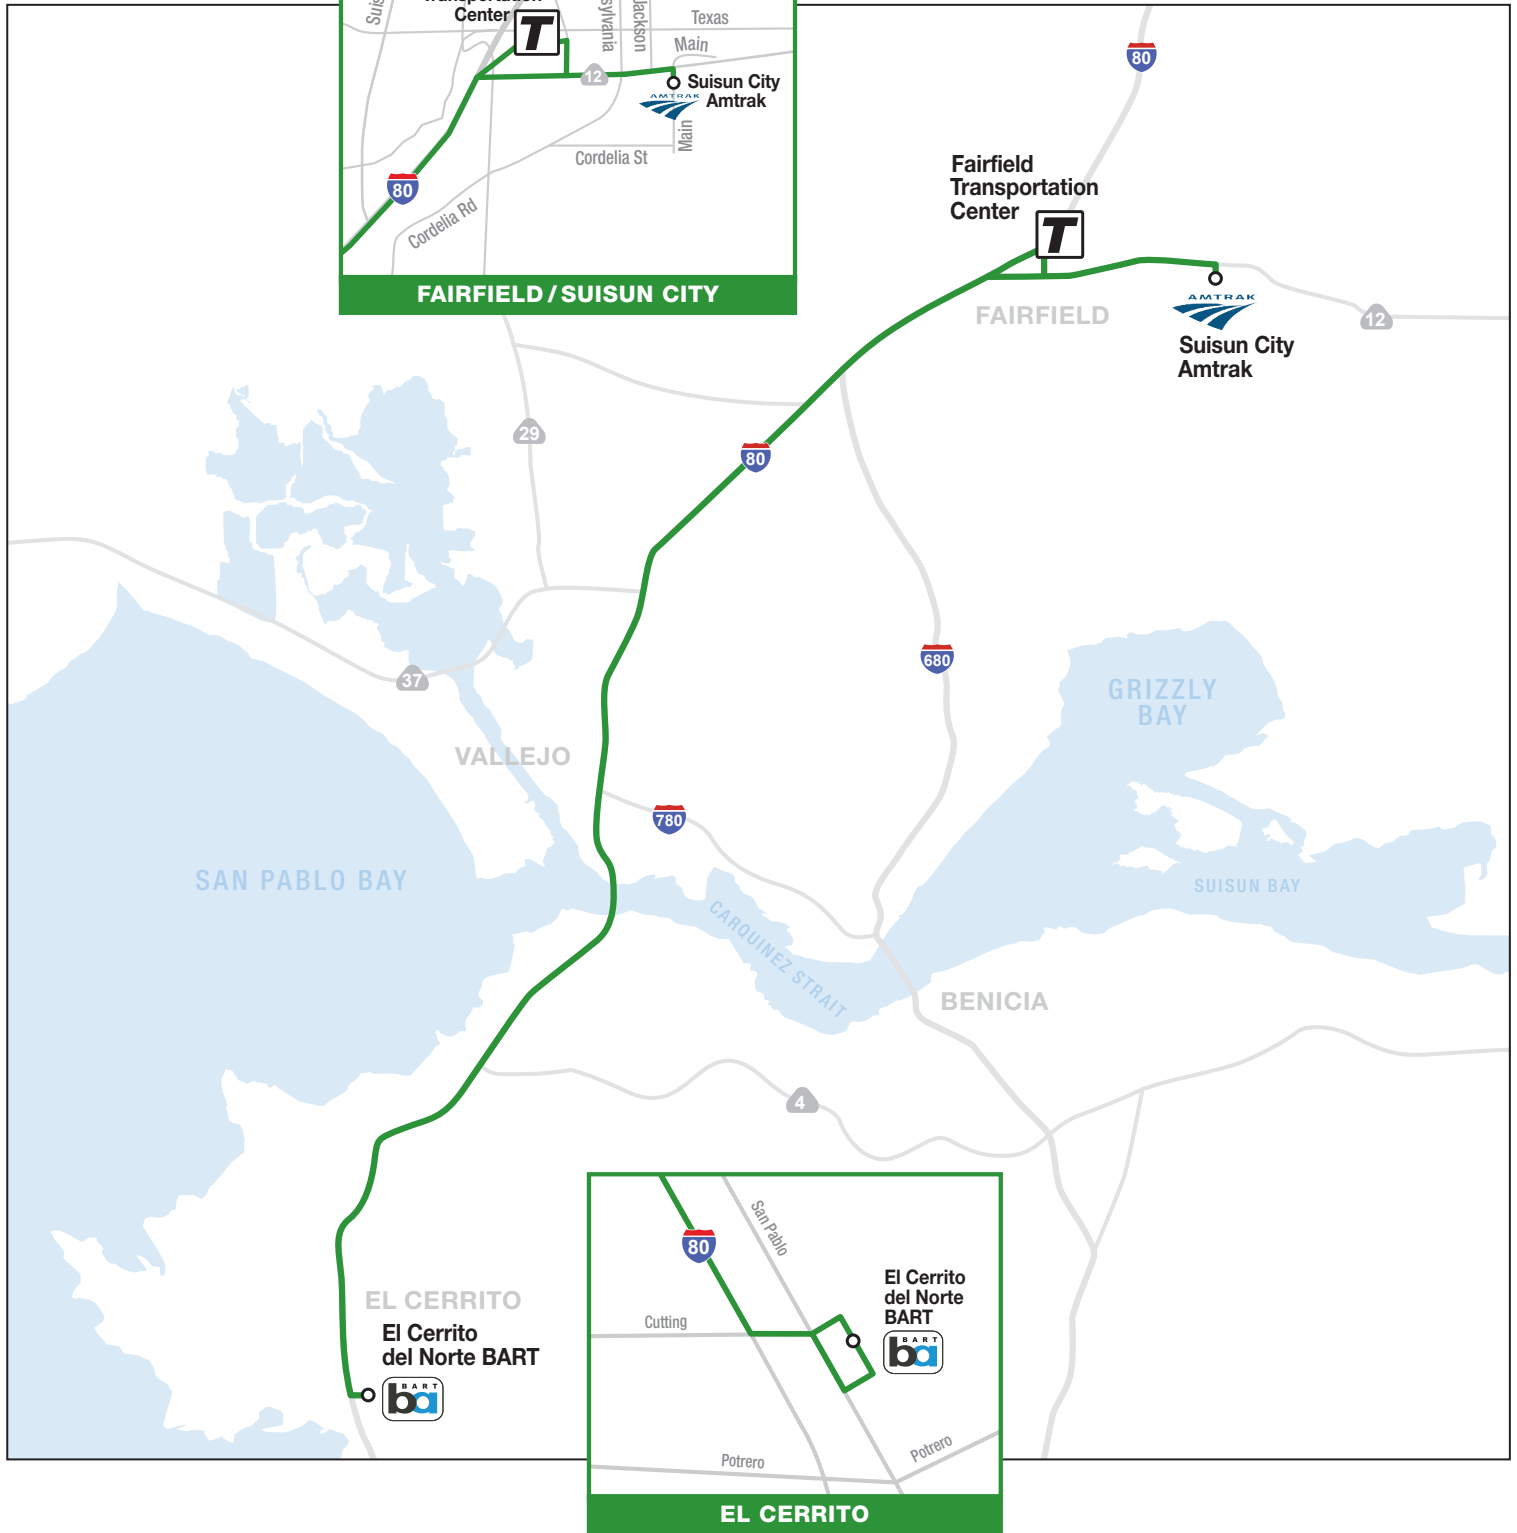 Center
T
Texas
Jackson
Main
12
Suisun City
Amtrak
AMTRAK
Main
Cordelia St
80
Cordelia Rd
FAIRFIELD / SUISUN CITY
80
Fairfield
Transportation
Center
T
FAIRFIELD
AMTRAK
Suisun City
Amtrak
12
29
80
37
680
GRIZZLY
BAY
VALLEJO
780
SAN PABLO BAY
SUISUN BAY
CARQUINEZ STRAIT
BENICIA
4
EL CERRITO
El Cerrito
del Norte BART
BART
ba
San Pablo
80
Cutting
El Cerrito
del Norte
BART
BART
ba
Potrero
Potrero
EL CERRITO